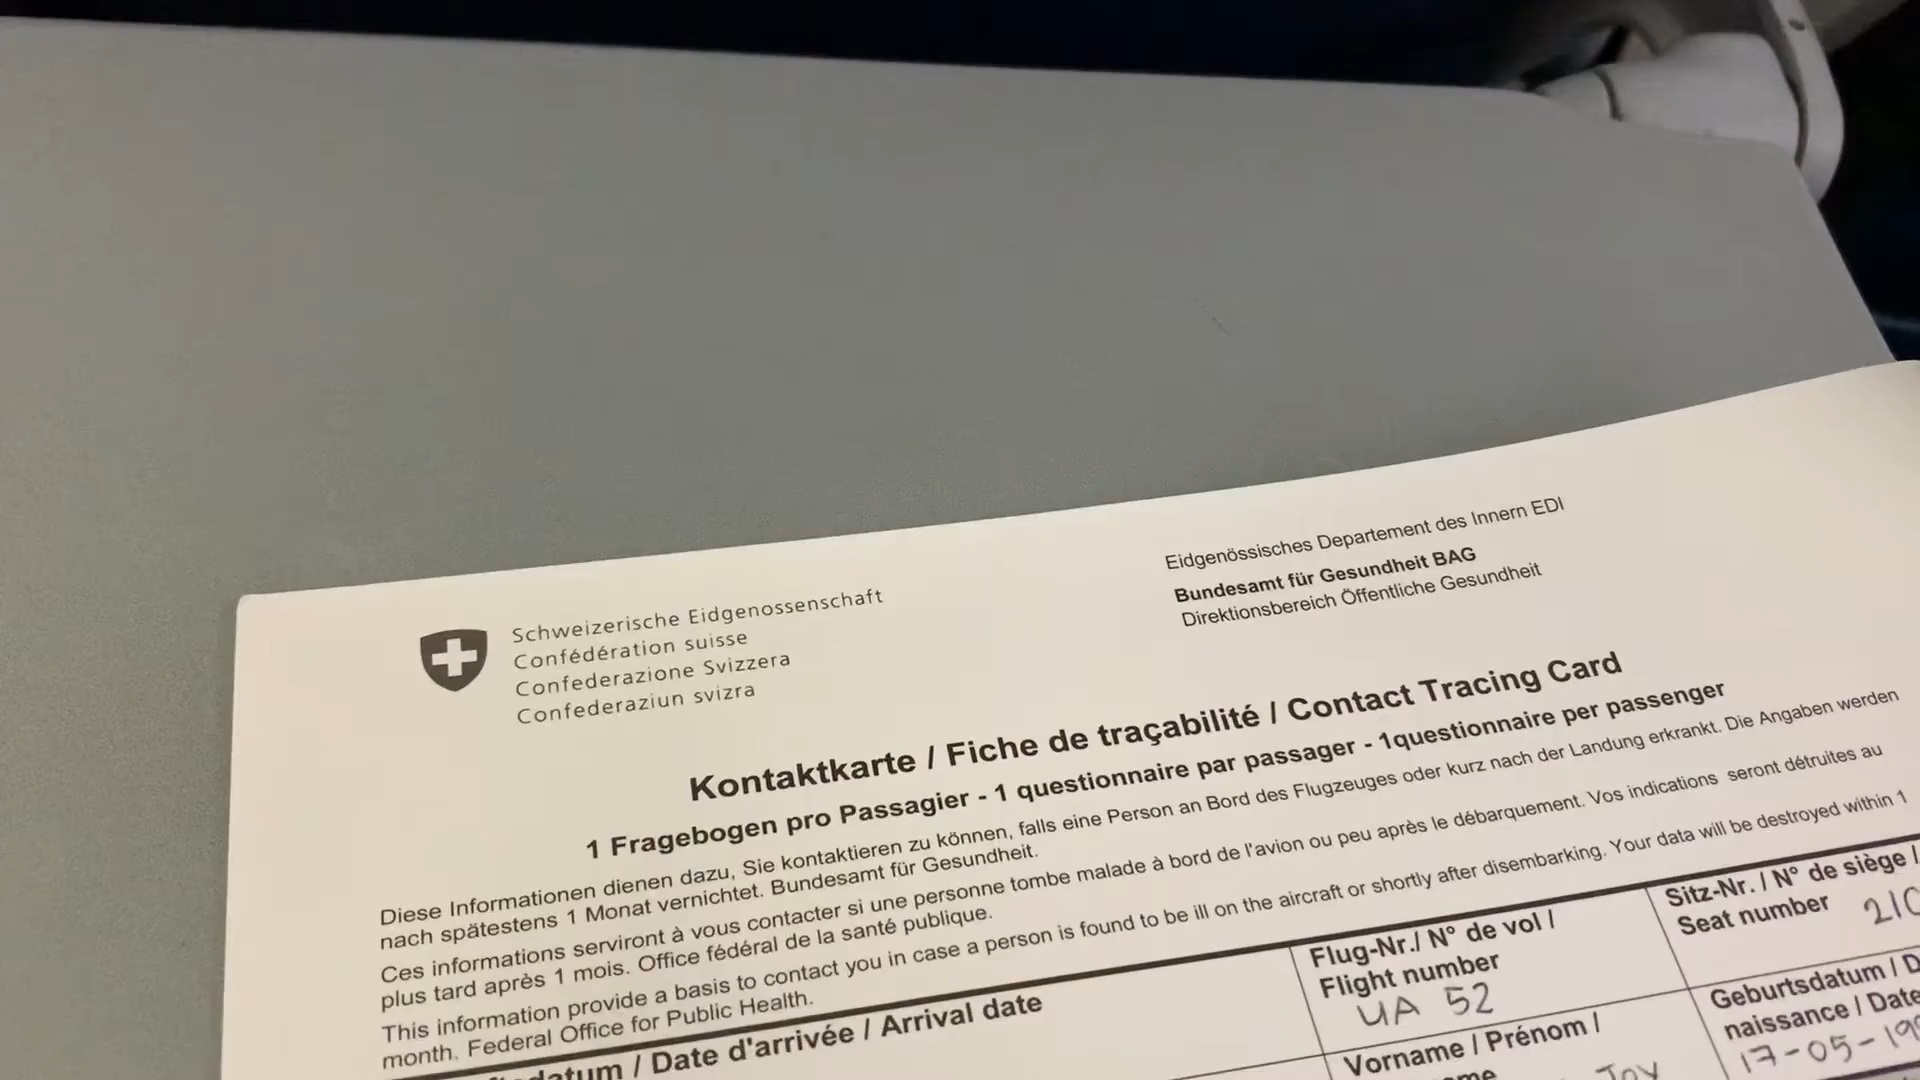 Schweizerische Eidgenossenschaft
Confédération suisse
Confederazione Svizzera
Confederaziun svizra
Eidgenössisches Departement des Innern EDI
Bundesamt für Gesundheit BAG
Direktionsbereich Öffentliche Gesundheit
Kontaktkarte / Fiche de traçabilité / Contact Tracing Card
1 Fragebogen pro Passagier - 1 questionnaire par passager - 1questionnaire per passenger
Diese Informationen dienen dazu, Sie kontaktieren zu können, falls eine Person an Bord des Flugzeuges oder kurz nach der Landung erkrankt. Die Angaben werden
nach spätestens 1 Monat vernichtet. Bundesamt für Gesundheit.
Ces informations serviront à vous contacter si une personne tombe malade à bord de l'avion ou peu après le débarquement. Vos indications seront détruites au
plus tard après 1 mois. Office fédéral de la santé publique.
This information provide a basis to contact you in case a person is found to be ill on the aircraft or shortly after disembarking. Your data will be destroyed within 1
month. Federal Office for Public Health.
/ Date d'arrivée / Arrival date
Flug-Nr./ N° de vol /
Flight number
UA 52
Sitz-Nr. / N° de siège /
Seat number 21C
Vorname / Prénom /
Joy
Geburtsdatum /
naissance / Date
17-05-19